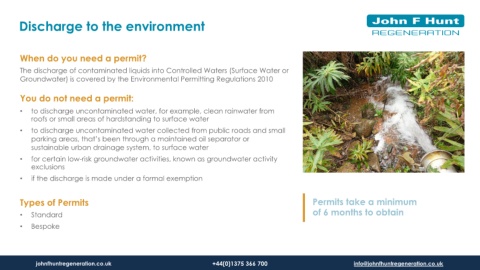 Discharge to the environment
John F Hunt
REGENERATION
When do you need a permit?
The discharge of contaminated liquids into Controlled Waters (Surface Water or
Groundwater) is covered by the Environmental Permitting Regulations 2010
You do not need a permit:
• to discharge uncontaminated water, for example, clean rainwater from
roofs or small areas of hardstanding to surface water
• to discharge uncontaminated water collected from public roads and small
parking areas, that's been through a maintained oil separator or
sustainable urban drainage system, to surface water
• for certain low-risk groundwater activities, known as groundwater activity
exclusions
• if the discharge is made under a formal exemption
Types of Permits
• Standard
• Bespoke
Permits take a minimum
of 6 months to obtain
johnfhuntregeneration.co.uk
+44(0)1375 366 700
info@johnfhuntregeneration.co.uk